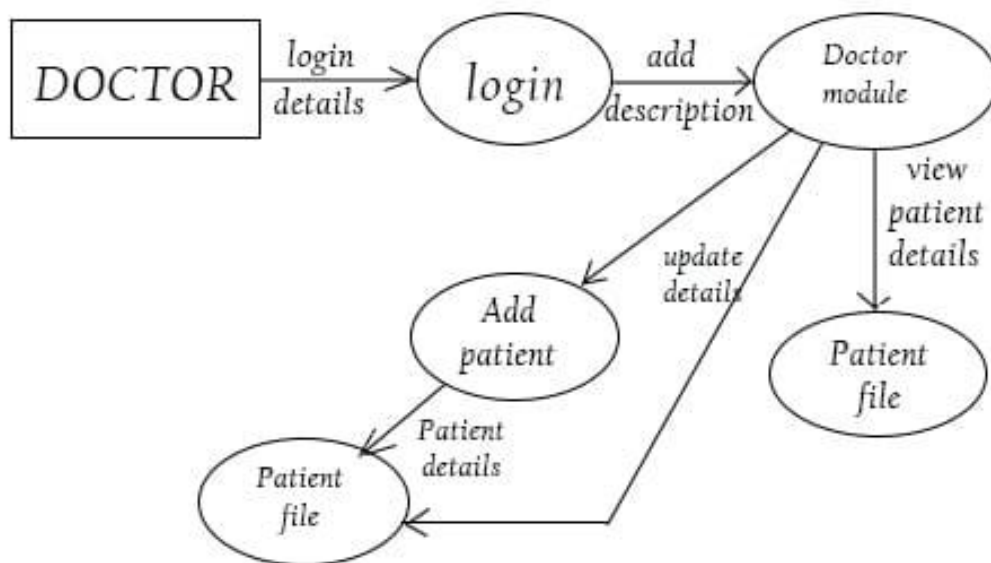 DOCTOR
login
details
login
add
description
Doctor
module
view
patient
details
update
details
Add
patient
Patient
file
Patient
details
Patient
file